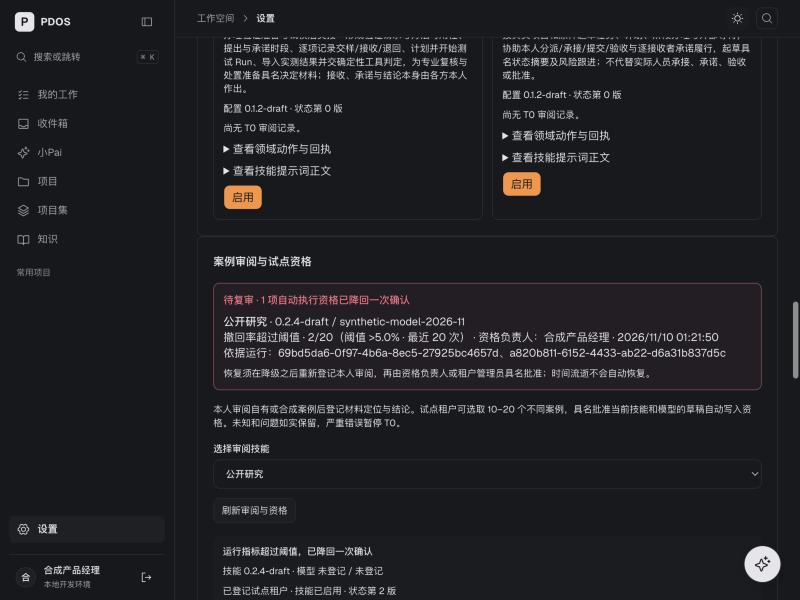 P PDOS
搜索或跳转 ⌘ K
我的工作
收件箱
小Pai
项目
项目集
知识
常用项目
设置
合 合成产品经理
本地开发环境
工作空间 > 设置
提出与承诺时段、逐项记录交样/接收/退回、计划并开始测
试 Run、导入实测结果并交确定性工具判定，为专业复核与
处置准备具名决定材料；接收、承诺与结论本身由各方本人
作出。
配置 0.1.2-draft · 状态第 0 版
尚无 T0 审阅记录。
▶ 查看领域动作与回执
▶ 查看技能提示词正文
启用
协助本人分派/承接/提交/验收与逐接收者承诺履行，起草具
名状态摘要及风险跟进；不代替实际人员承接、承诺、验收
或批准。
配置 0.1.2-draft · 状态第 0 版
尚无 T0 审阅记录。
▶ 查看领域动作与回执
▶ 查看技能提示词正文
启用
案例审阅与试点资格
待复审 · 1 项自动执行资格已降回一次确认
公开研究 · 0.2.4-draft / synthetic-model-2026-11
撤回率超过阈值 · 2/20（阈值 >5.0% · 最近 20 次） · 资格负责人：合成产品经理 · 2026/11/10 01:21:50
依据运行：69bd5da6-0f97-4b6a-8ec5-27925bc4657d、a820b811-6152-4433-ab22-d6a31b837d5c
恢复须在降级之后重新登记本人审阅，再由资格负责人或租户管理员具名批准；时间流逝不会自动恢复。
本人审阅自有或合成案例后登记材料定位与结论。试点租户可选取 10–20 个不同案例，具名批准当前技能和模型的草稿自动写入资
格。未知和问题如实保留，严重错误暂停 T0。
选择审阅技能
公开研究
刷新审阅与资格
运行指标超过阈值，已降回一次确认
技能 0.2.4-draft · 模型 未登记 / 未登记
已登记试点租户 · 技能已启用 · 状态第 2 版